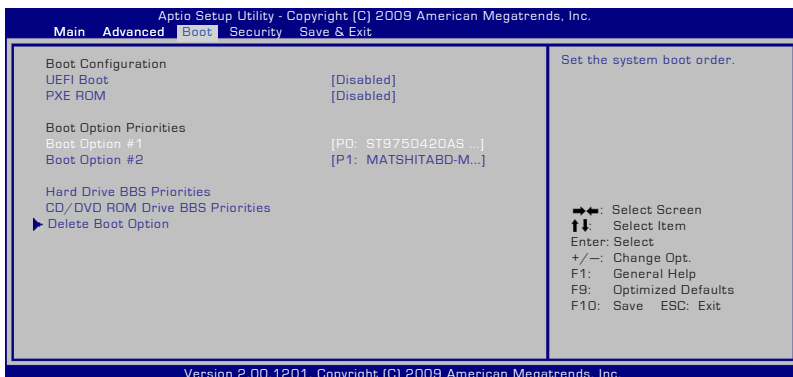 Aptio Setup Utility - Copyright (C) 2009 American Megatrends, Inc.
Main Advanced Boot Security Save & Exit
Boot Configuration
UEFI Boot [Disabled]
PXE ROM [Disabled]
Boot Option Priorities
Boot Option #1 [P0: ST9750420AS ...]
Boot Option #2 [P1: MATSHITABD-M...]
Hard Drive BBS Priorities
CD/DVD ROM Drive BBS Priorities
Delete Boot Option
Set the system boot order.
→←: Select Screen
↑↓: Select Item
Enter: Select
+/—: Change Opt.
F1: General Help
F9: Optimized Defaults
F10: Save ESC: Exit
Version 2.00.1201. Copyright (C) 2009 American Megatrends, Inc.